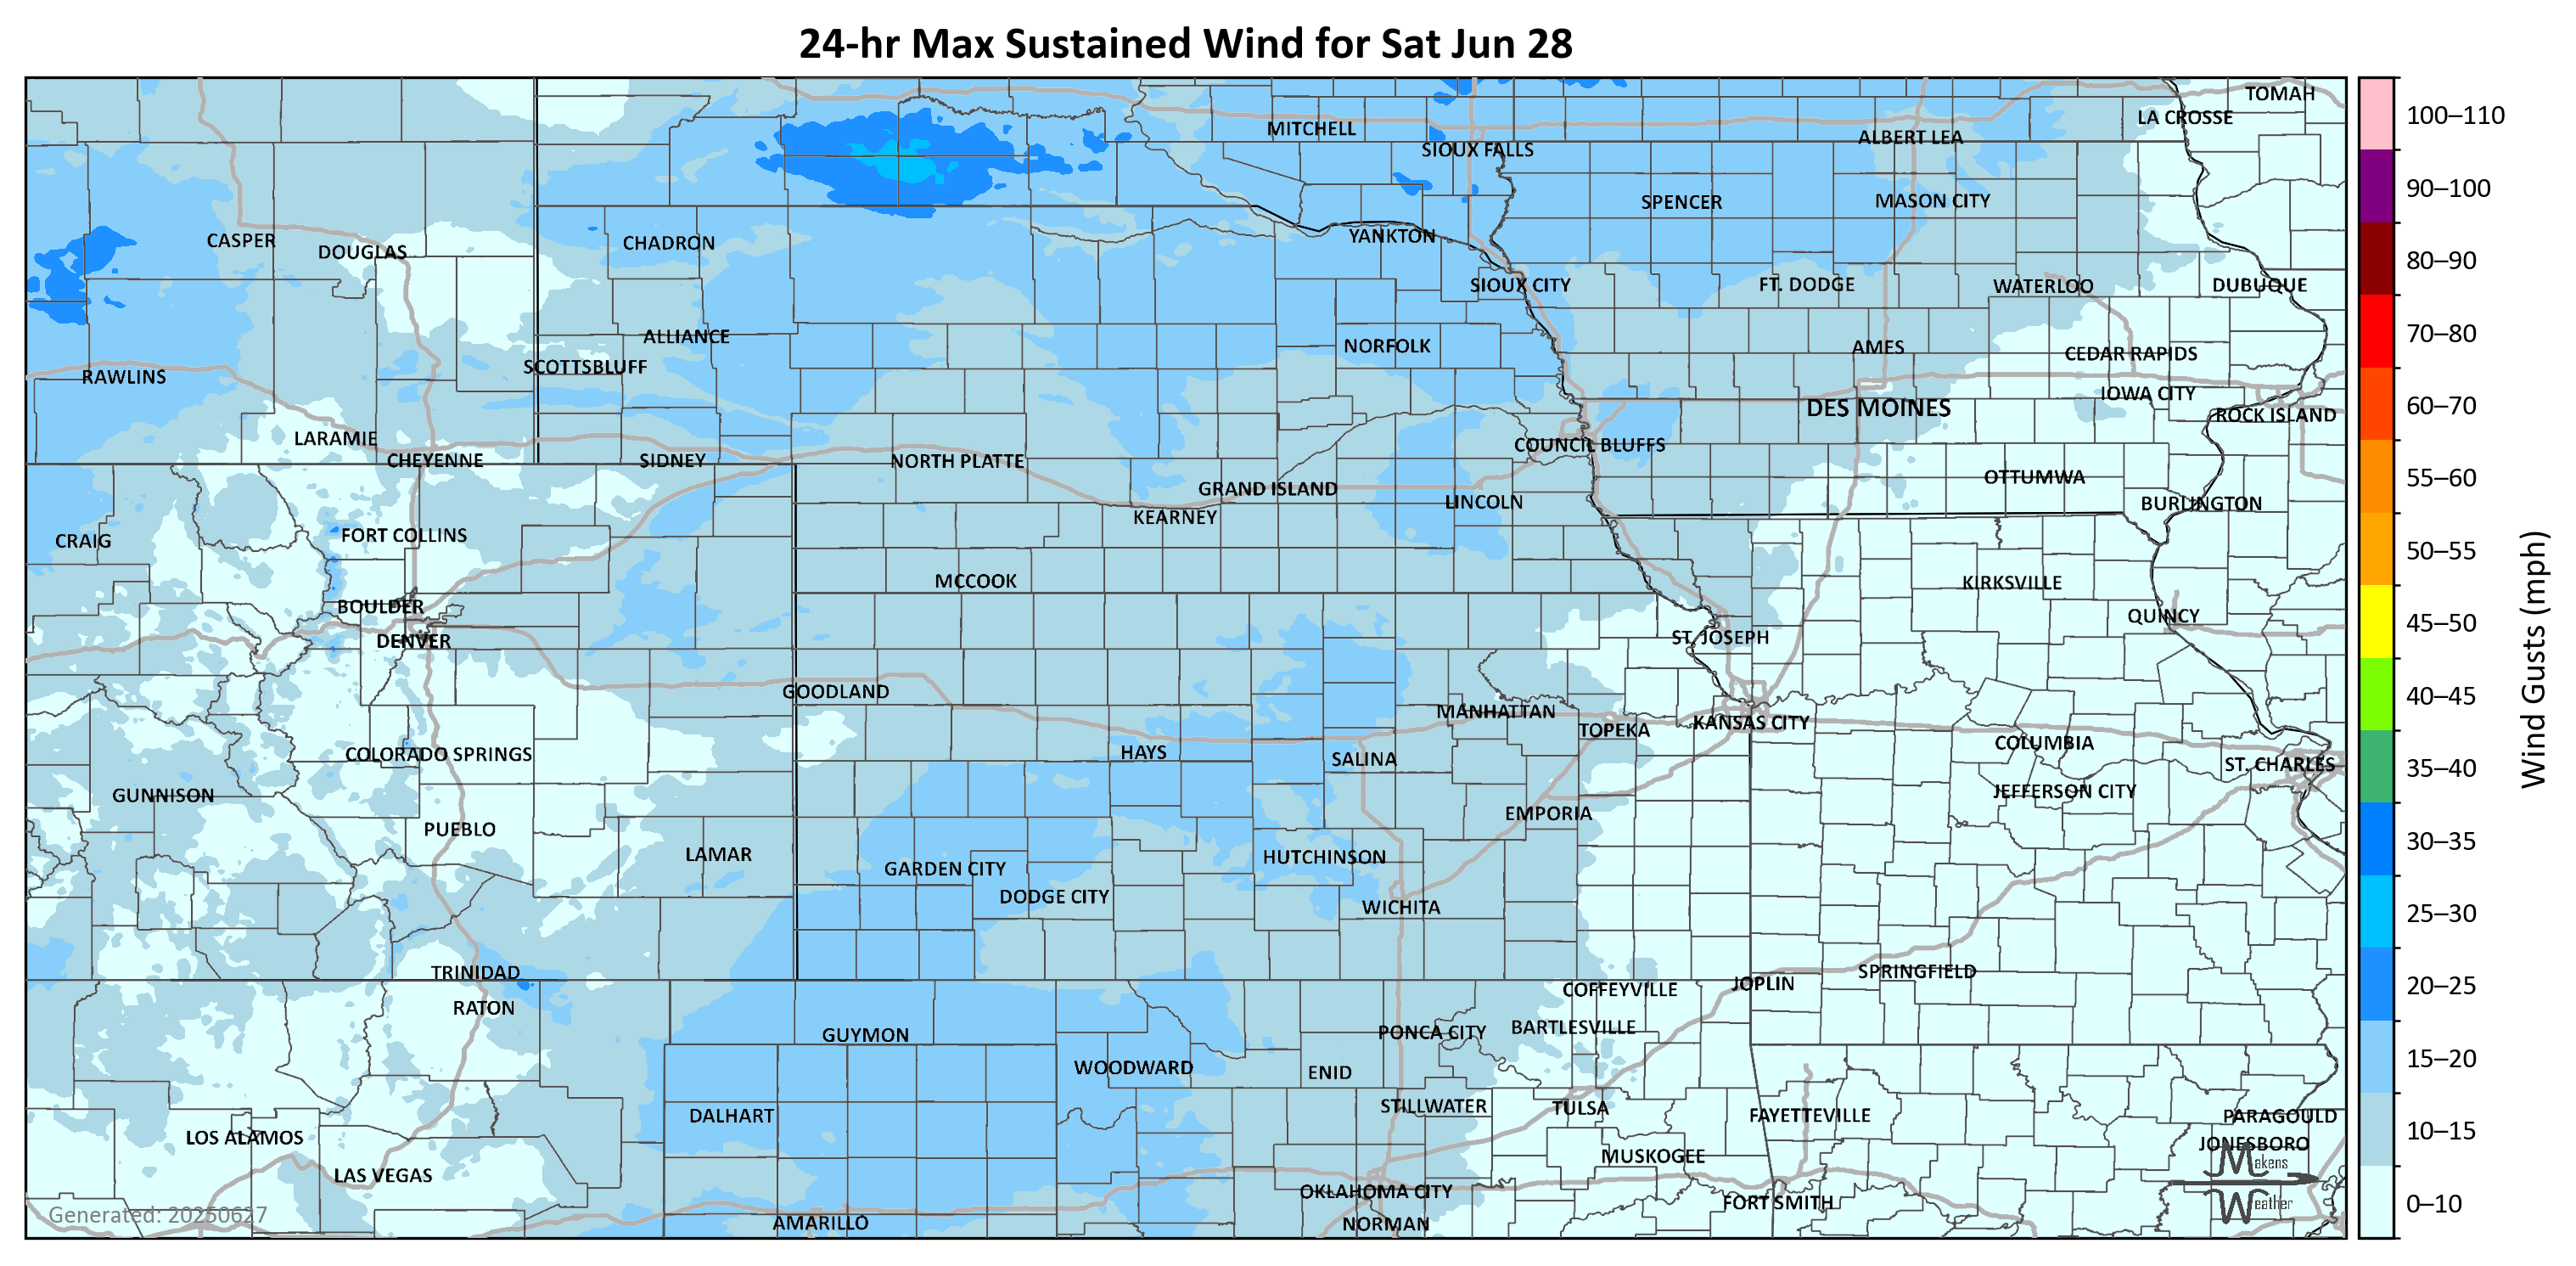 24-hr Max Sustained Wind for Sat Jun 28
TOMAH
LA CROSSE
MITCHELL
ALBERT LEA
SIOUX FALLS
SPENCER
MASON CITY
CASPER
DOUGLAS
CHADRON
YANKTON
SIOUX CITY
FT. DODGE
WATERLOO
DUBUQUE
ALLIANCE
NORFOLK
AMES
CEDAR RAPIDS
RAWLINS
SCOTTSBLUFF
IOWA CITY
DES MOINES
ROCK ISLAND
LARAMIE
COUNCIL BLUFFS
CHEYENNE
SIDNEY
NORTH PLATTE
OTTUMWA
GRAND ISLAND
LINCOLN
BURLINGTON
KEARNEY
CRAIG
FORT COLLINS
MCCOOK
KIRKSVILLE
BOULDER
QUINCY
DENVER
ST. JOSEPH
GOODLAND
MANHATTAN
TOPEKA
KANSAS CITY
COLORADO SPRINGS
HAYS
SALINA
COLUMBIA
ST. CHARLES
GUNNISON
JEFFERSON CITY
PUEBLO
EMPORIA
LAMAR
GARDEN CITY
HUTCHINSON
DODGE CITY
WICHITA
TRINIDAD
SPRINGFIELD
JOPLIN
COFFEYVILLE
RATON
GUYMON
PONCA CITY
BARTLESVILLE
WOODWARD
ENID
DALHART
STILLWATER
TULSA
FAYETTEVILLE
PARAGOULD
LOS ALAMOS
JONESBORO
LAS VEGAS
MUSKOGEE
OKLAHOMA CITY
FORT SMITH
AMARILLO
NORMAN
Generated: 20250627
Makens
Weather
100–110
90–100
80–90
70–80
60–70
55–60
50–55
45–50
40–45
35–40
30–35
25–30
20–25
15–20
10–15
0–10
Wind Gusts (mph)